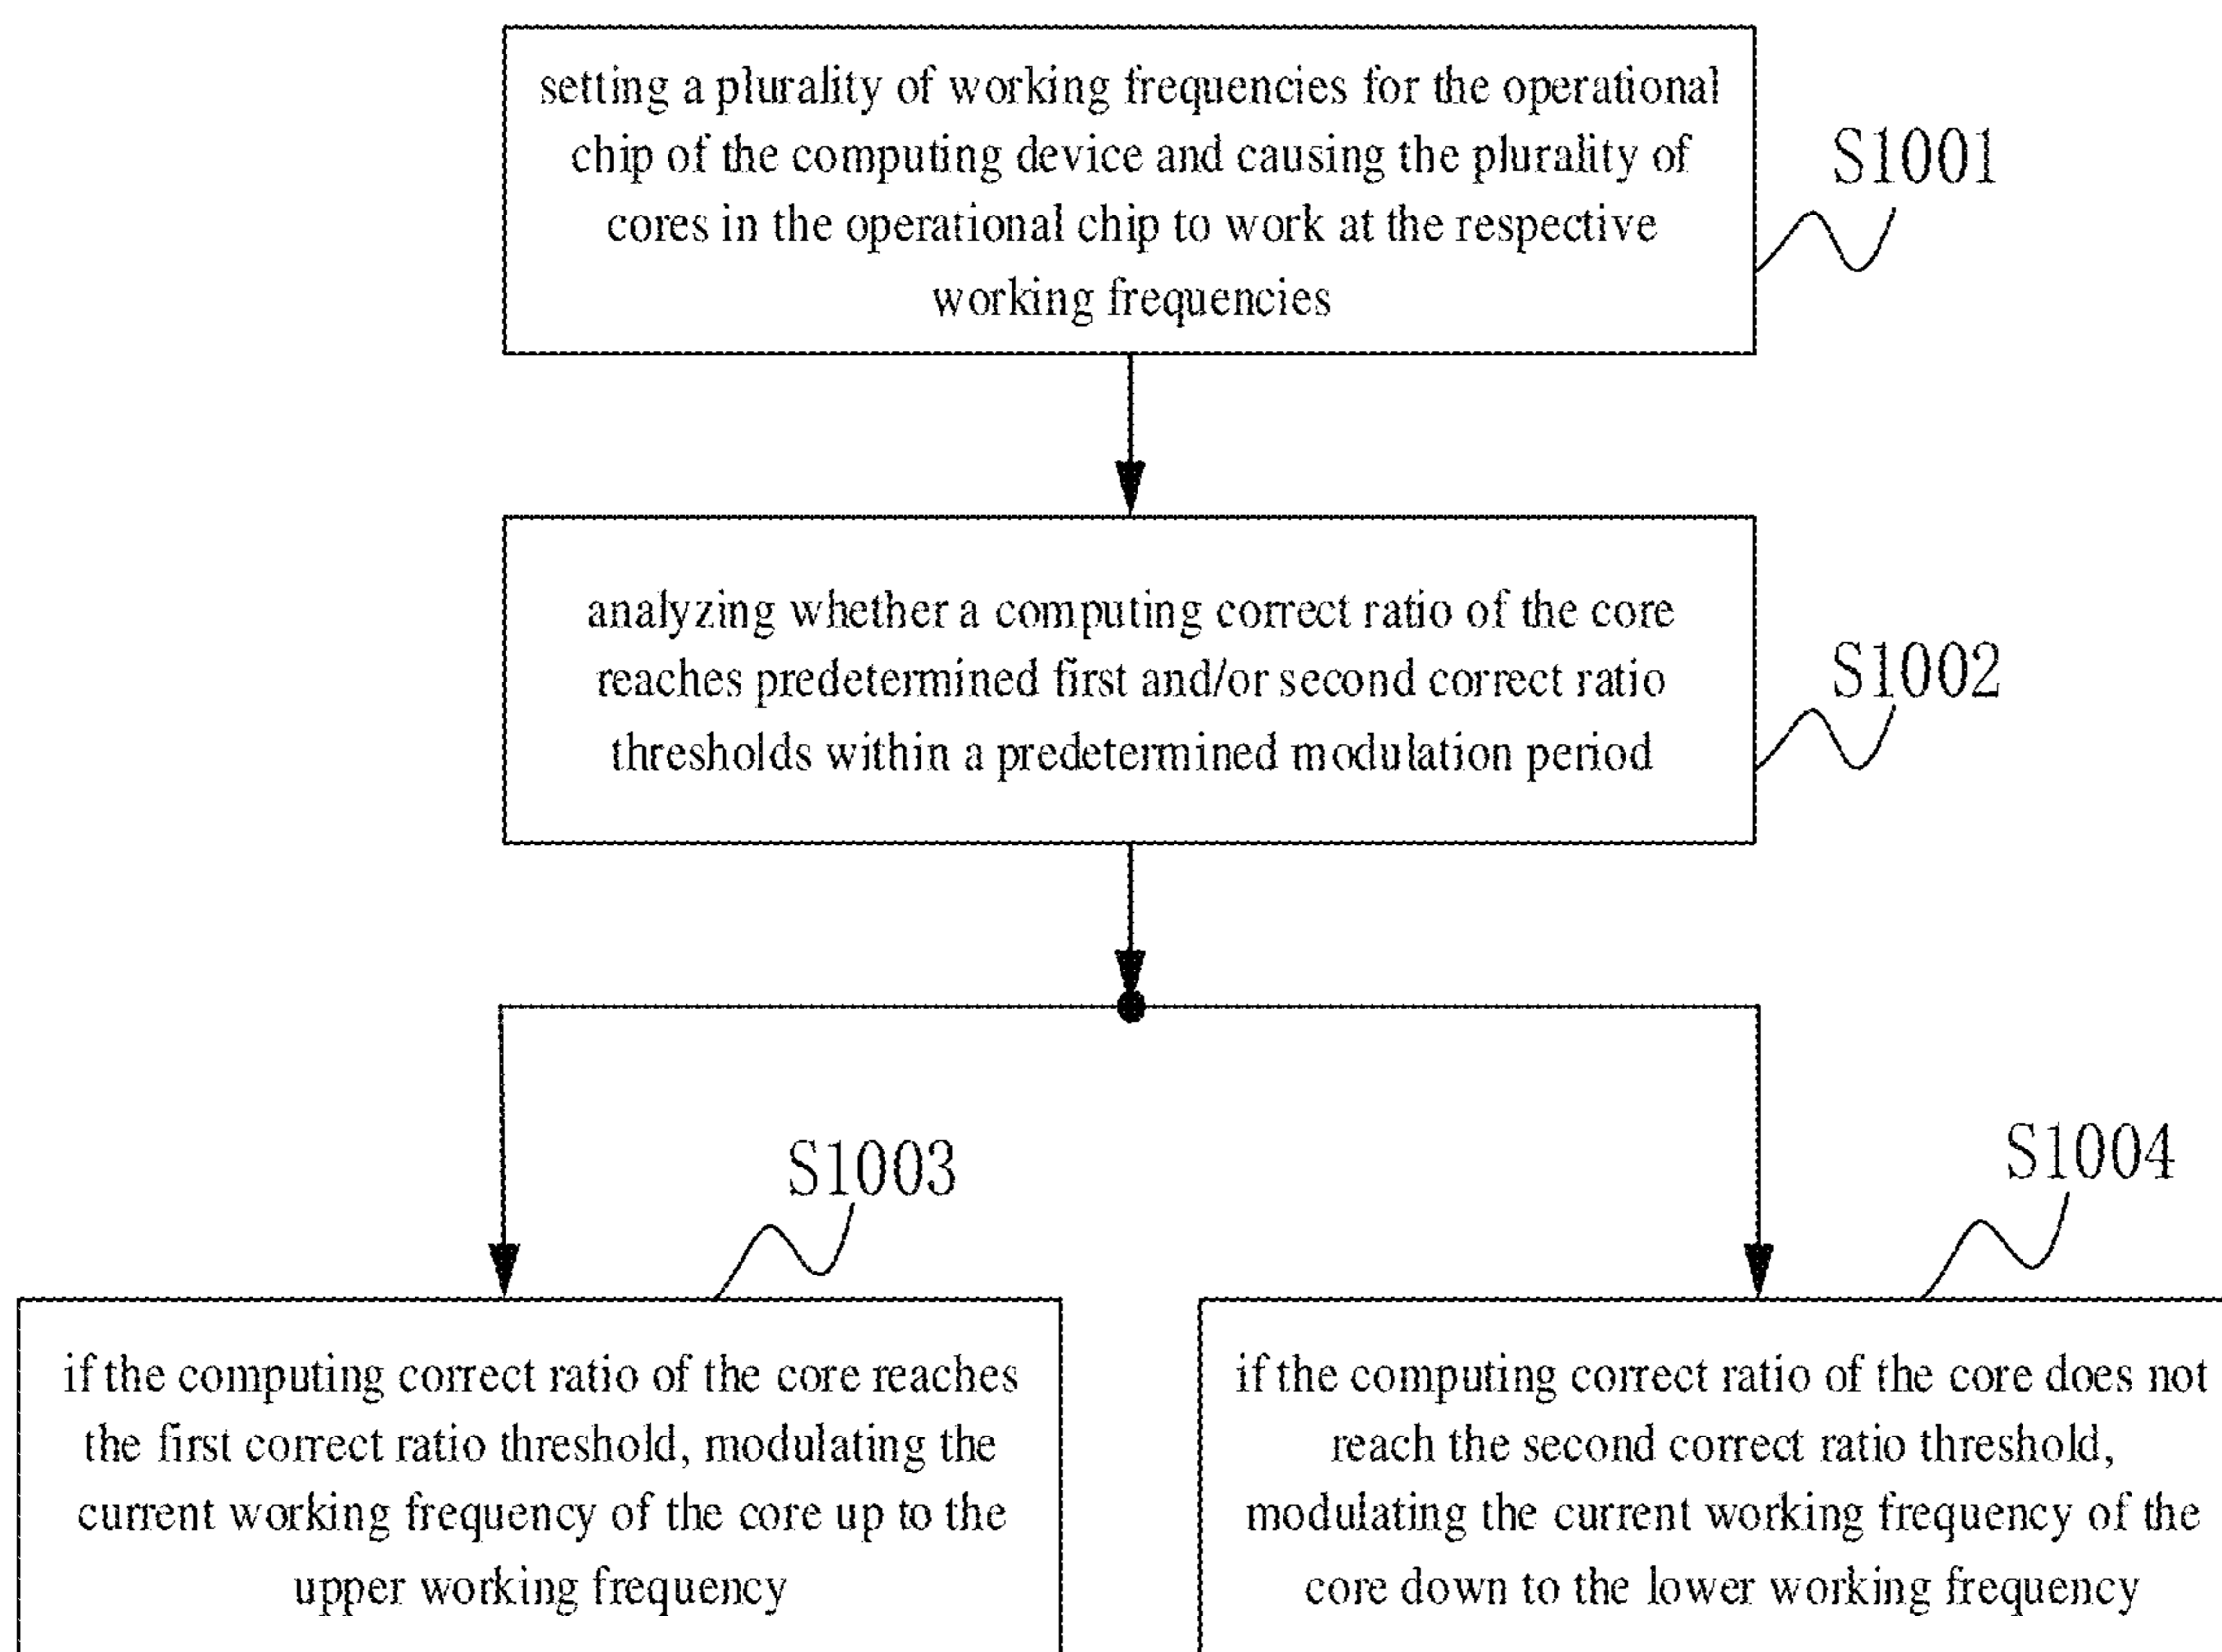 setting a plurality of working frequencies for the operational
chip of the computing device and causing the plurality of
cores in the operational chip to work at the respective
working frequencies
S1001
analyzing whether a computing correct ratio of the core
reaches predetermined first and/or second correct ratio
thresholds within a predetermined modulation period
S1002
S1003
if the computing correct ratio of the core reaches
the first correct ratio threshold, modulating the
current working frequency of the core up to the
upper working frequency
S1004
if the computing correct ratio of the core does not
reach the second correct ratio threshold,
modulating the current working frequency of the
core down to the lower working frequency